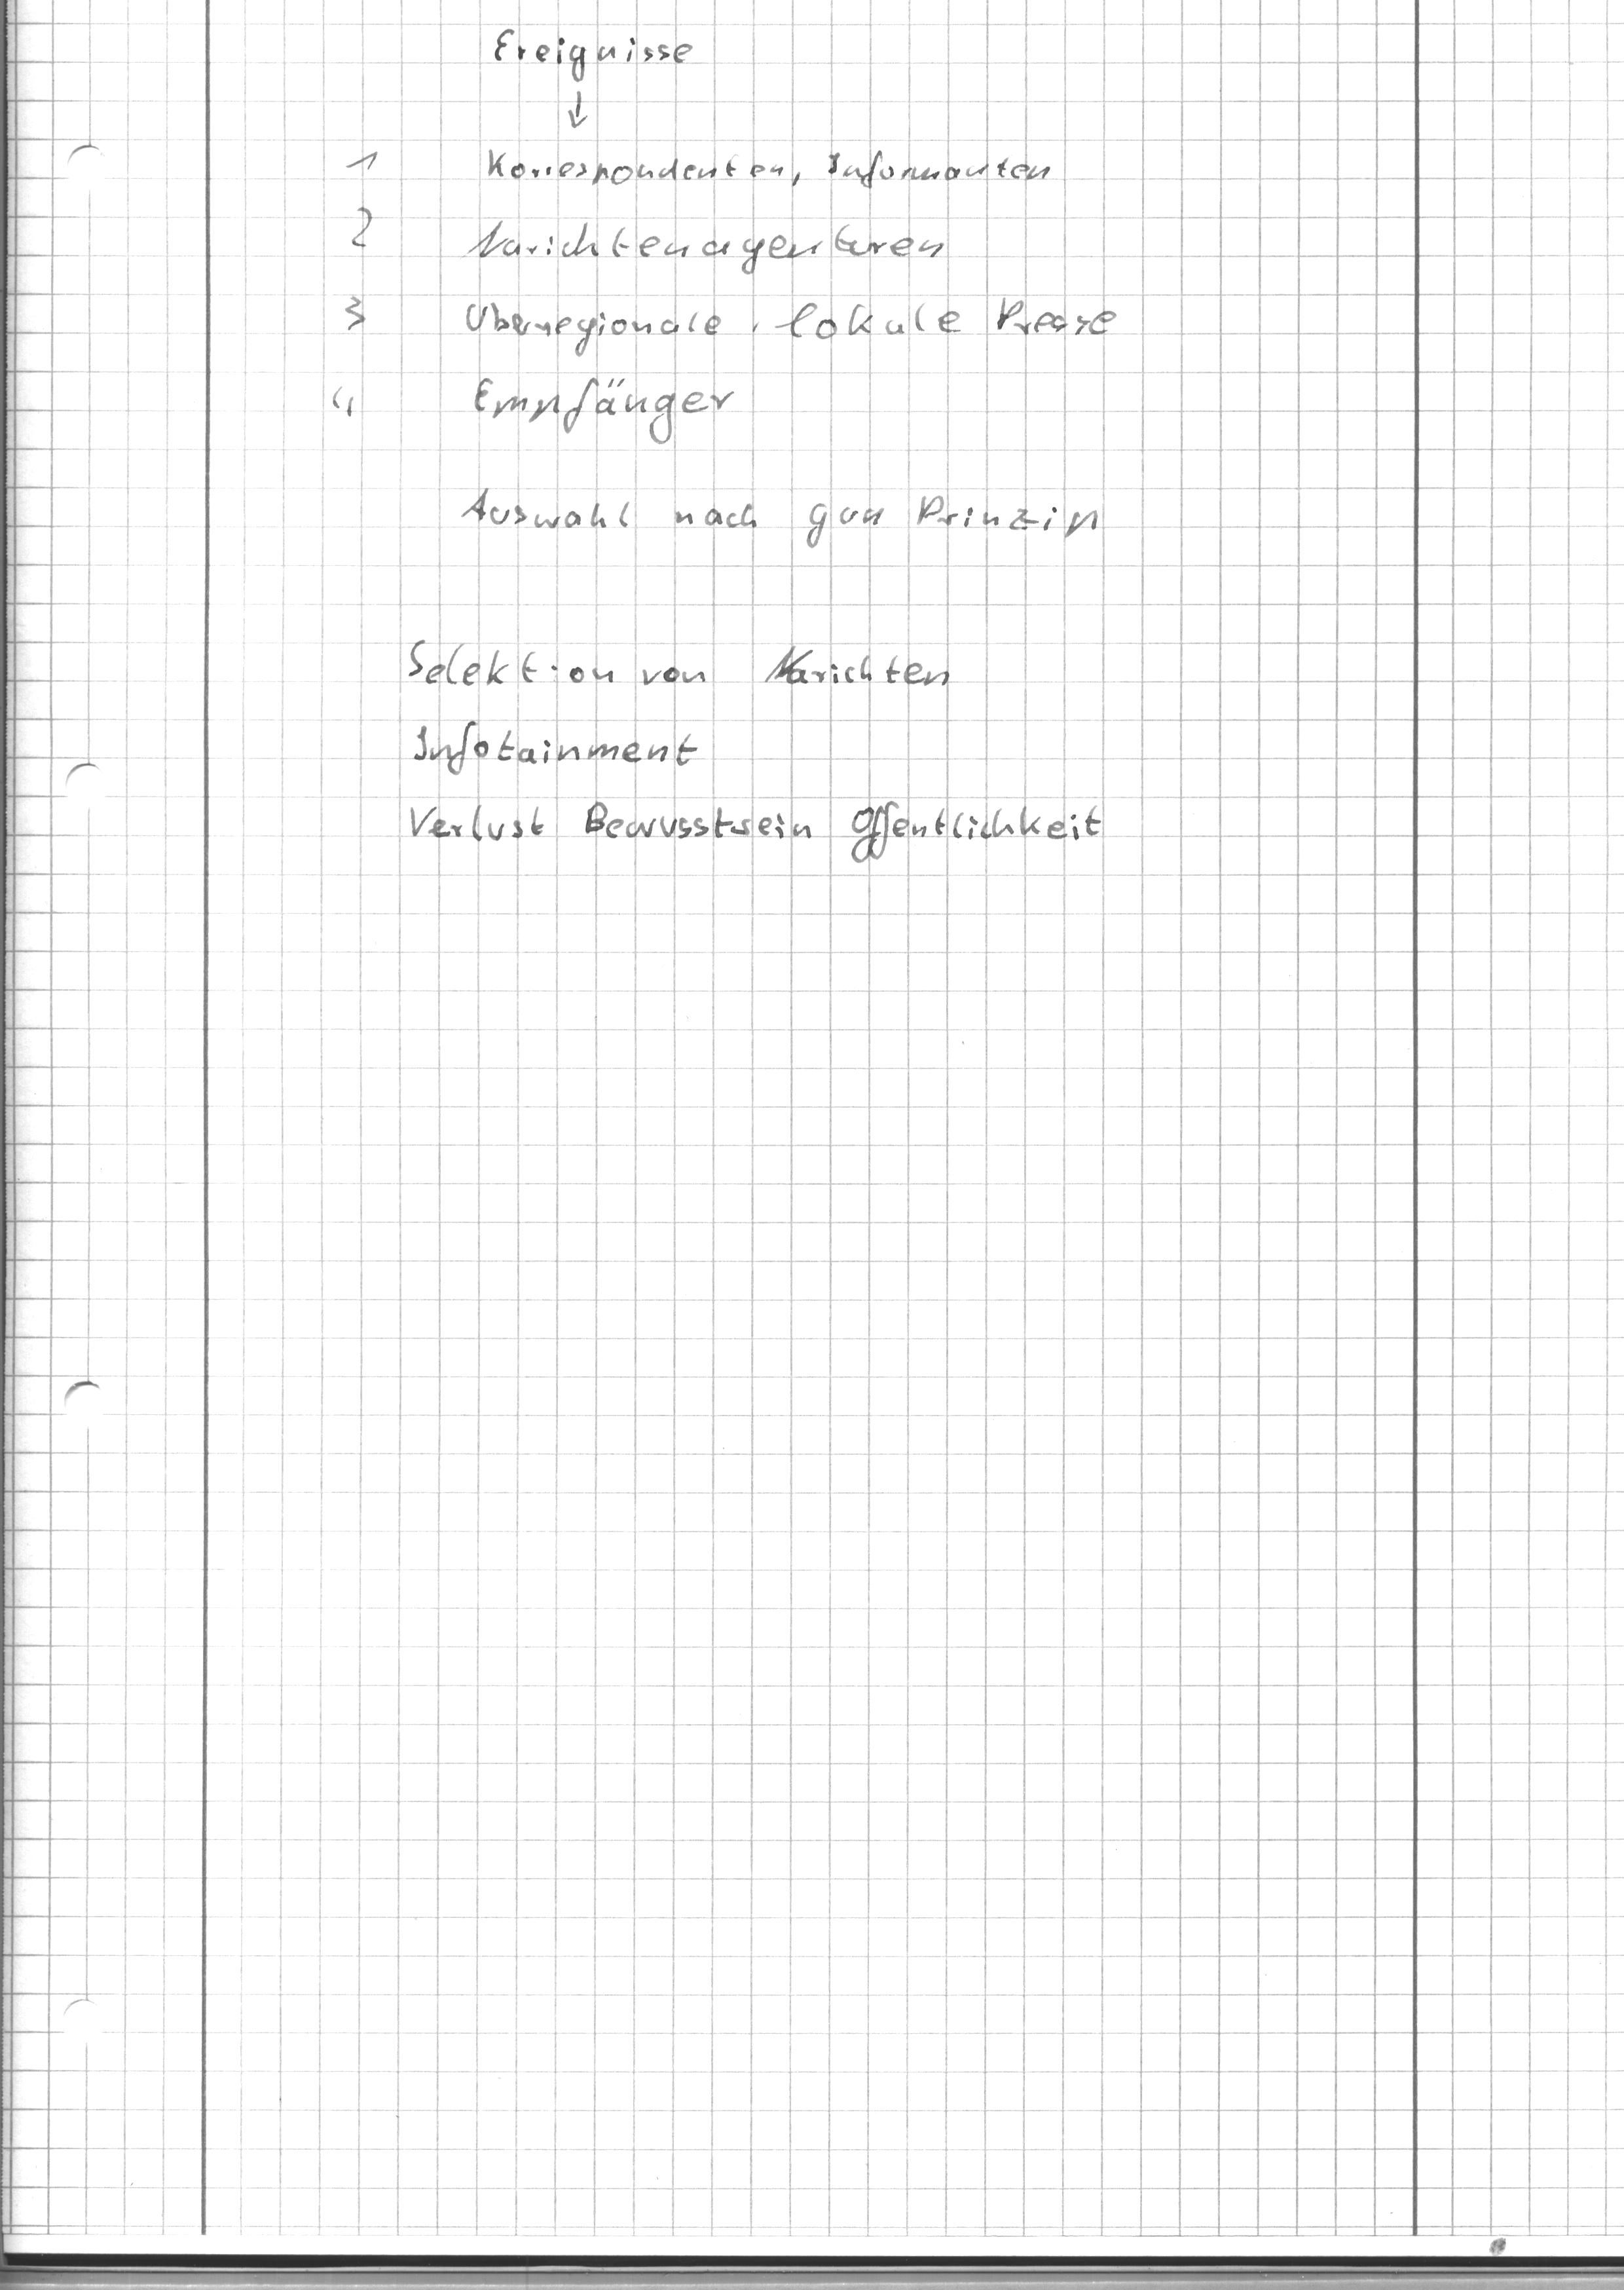 Ereignisse
↓
1 Korrespondenten, Informanten
2 Narichtenagenturen
3 Überregionale, lokale Presse
4 Empfänger
Auswahl nach gun Prinzip
Selektion von Narichten
Infotainment
Verlust Bewusstsein Öffentlichkeit